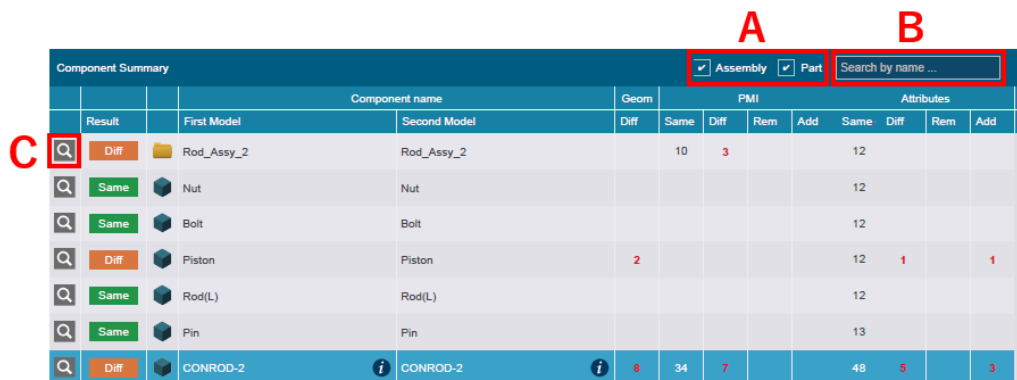 A B
Component Summary Assembly Part Search by name ...
Component name Geom PMI Attributes
Result First Model Second Model Diff Same Diff Rem Add Same Diff Rem Add
C Diff Rod_Assy_2 Rod_Assy_2 10 3 12
Same Nut Nut 12
Same Bolt Bolt 12
Diff Piston Piston 2 12 1 1
Same Rod(L) Rod(L) 12
Same Pin Pin 13
Diff CONROD-2 i CONROD-2 i 8 34 7 48 5 3